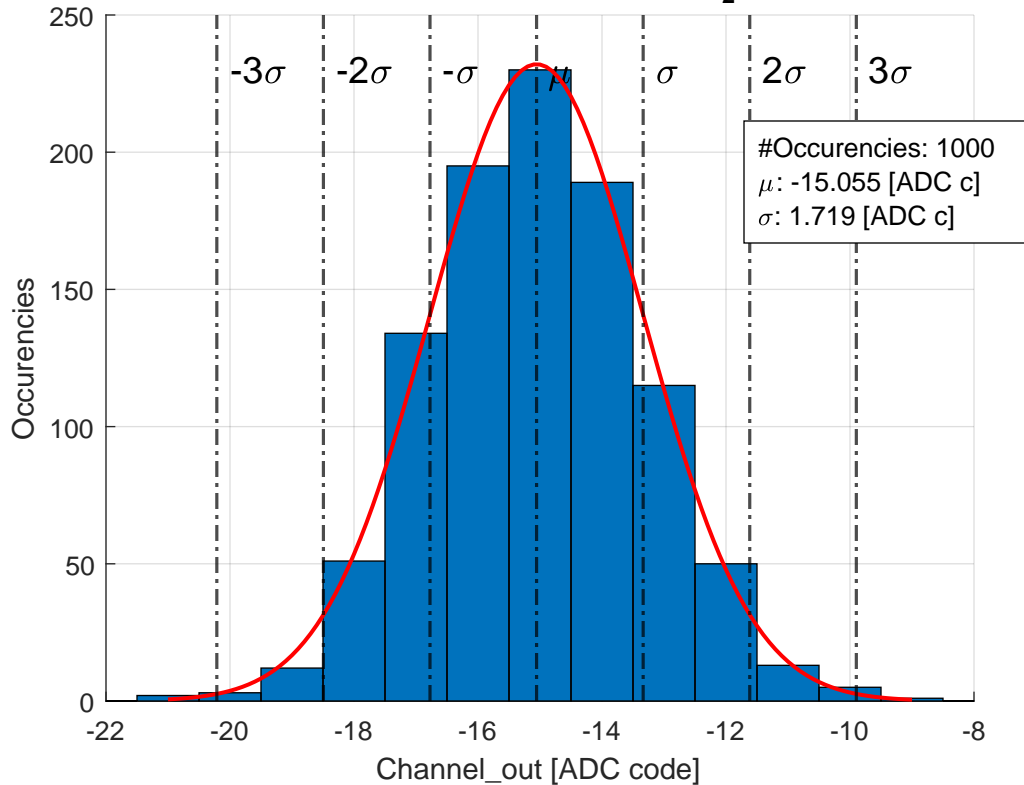 250
200
150
100
50
0
-3σ
-2σ
-σ
μ
σ
2σ
3σ
#Occurencies: 1000
μ: -15.055 [ADC c]
σ: 1.719 [ADC c]
Occurencies
-22
-20
-18
-16
-14
-12
-10
-8
Channel_out [ADC code]